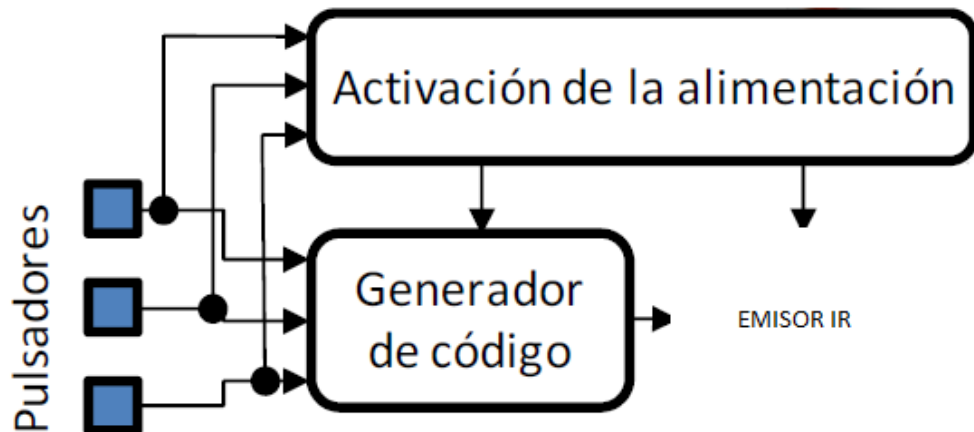 Activación de la alimentación
Pulsadores
Generador
de código
EMISOR IR